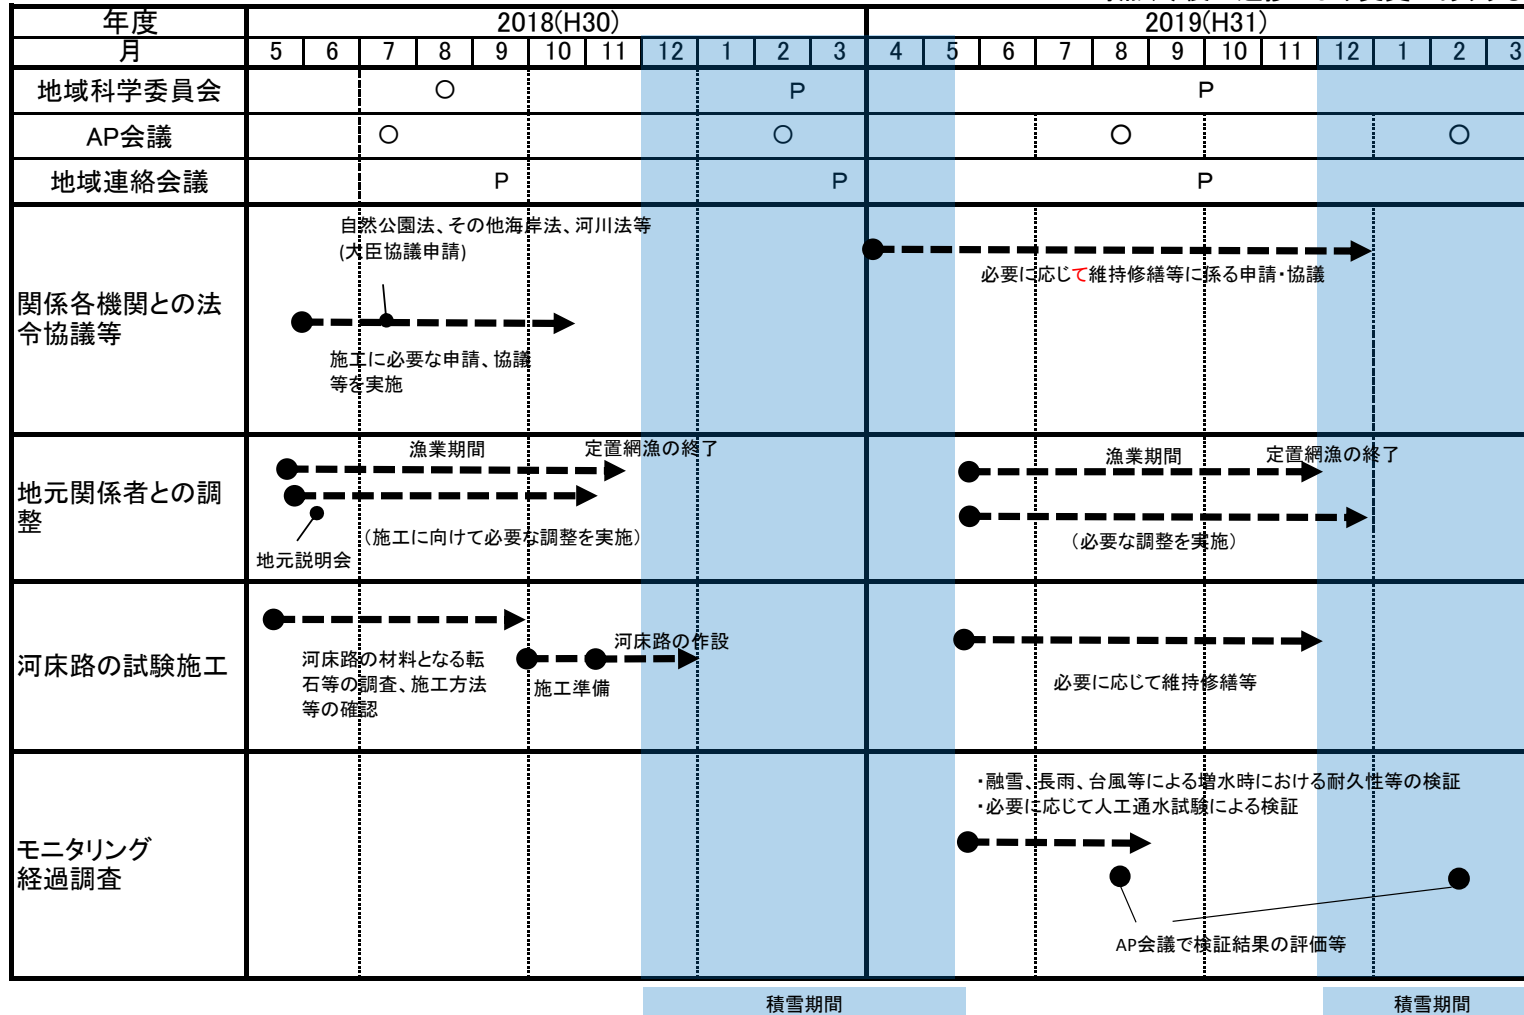 年度 2018(H30) 2019(H31)
月 5 6 7 8 9 10 11 12 1 2 3 4 5 6 7 8 9 10 11 12 1 2 3
地域科学委員会 ○ P P
AP会議 ○ ○ ○ ○
地域連絡会議 P P P
関係各機関との法
令協議等
自然公園法、その他海岸法、河川法等
(大臣協議申請)
施工に必要な申請、協議
等を実施
必要に応じて維持修繕等に係る申請・協議
地元関係者との調
整
漁業期間 定置網漁の終了
地元説明会
（施工に向けて必要な調整を実施）
漁業期間 定置網漁の終了
（必要な調整を実施）
河床路の試験施工
河床路の材料となる転
石等の調査、施工方法
等の確認
施工準備
河床路の作設
必要に応じて維持修繕等
モニタリング
経過調査
・融雪、長雨、台風等による増水時における耐久性等の検証
・必要に応じて人工通水試験による検証
AP会議で検証結果の評価等
積雪期間 積雪期間